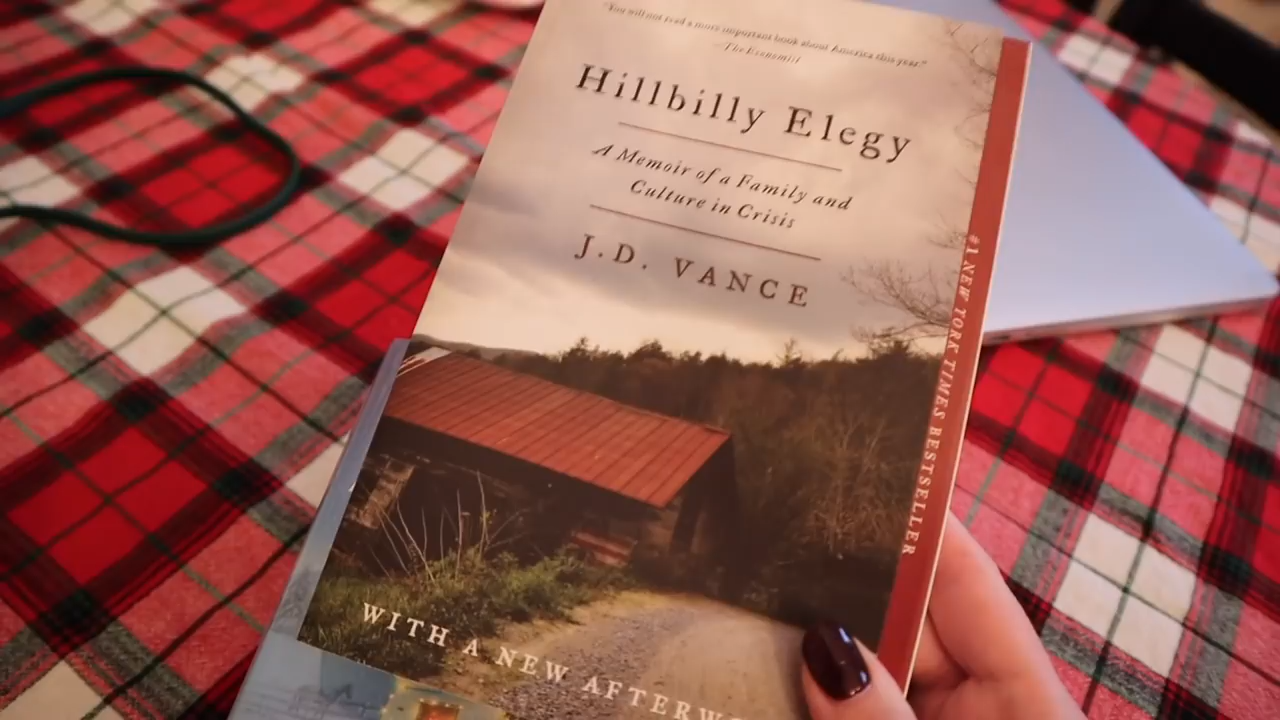 "You will not read a more important book about America this year."
—The Economist
Hillbilly Elegy
A Memoir of a Family and
Culture in Crisis
J.D. VANCE
#1 NEW YORK TIMES BESTSELLER
WITH A NEW AFTERWO